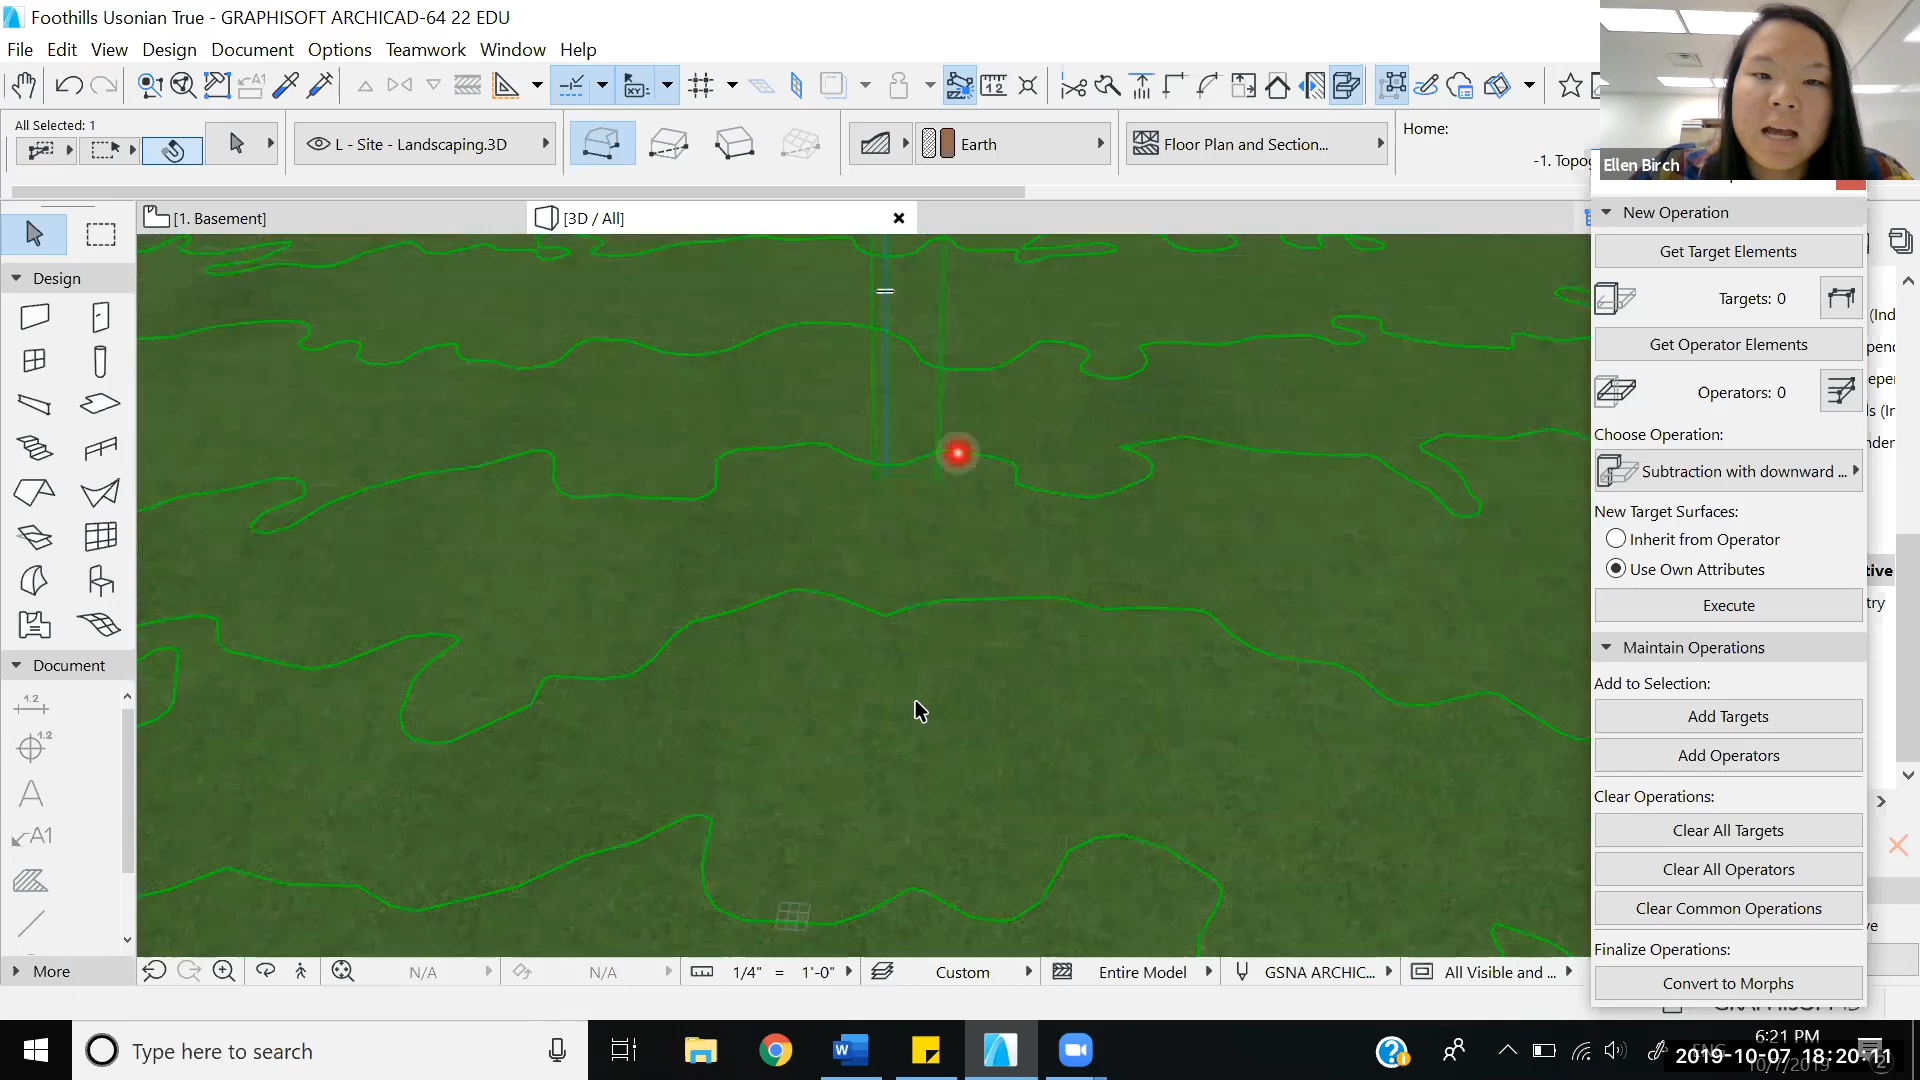 Foothills Usonian True - GRAPHISOFT ARCHICAD-64 22 EDU
File Edit View Design Document Options Teamwork Window Help
All Selected: 1
L - Site - Landscaping.3D
Earth
Floor Plan and Section...
Home:
-1. Topog
Ellen Birch
[1. Basement]
[3D / All]
Design
Document
More
New Operation
Get Target Elements
Targets: 0
Get Operator Elements
Operators: 0
Choose Operation:
Subtraction with downward ...
New Target Surfaces:
Inherit from Operator
Use Own Attributes
Execute
Maintain Operations
Add to Selection:
Add Targets
Add Operators
Clear Operations:
Clear All Targets
Clear All Operators
Clear Common Operations
Finalize Operations:
Convert to Morphs
N/A
N/A
1/4" = 1'-0"
Custom
Entire Model
GSNA ARCHIC...
All Visible and ...
Type here to search
6:21 PM
10/7/2019
2019-10-07 18:20:11